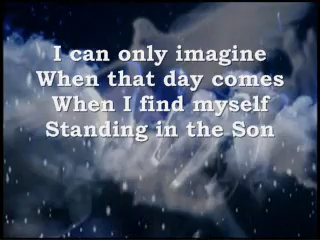 I can only imagine
When that day comes
When I find myself
Standing in the Son